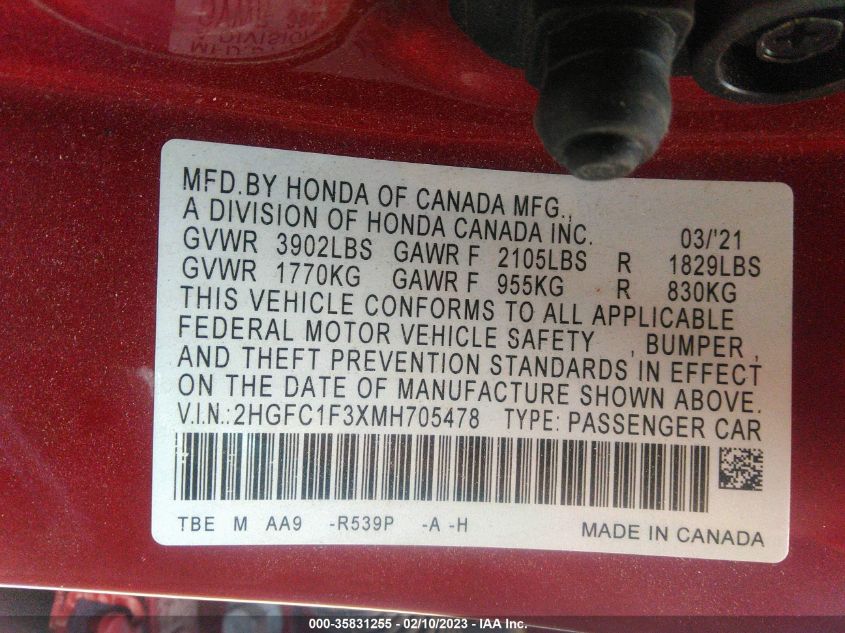 MFD.BY HONDA OF CANADA MFG.,
A DIVISION OF HONDA CANADA INC. 03/'21
GVWR 3902LBS GAWR F 2105LBS R 1829LBS
GVWR 1770KG GAWR F 955KG R 830KG
THIS VEHICLE CONFORMS TO ALL APPLICABLE
FEDERAL MOTOR VEHICLE SAFETY , BUMPER ,
AND THEFT PREVENTION STANDARDS IN EFFECT
ON THE DATE OF MANUFACTURE SHOWN ABOVE.
V.I.N.:2HGFC1F3XMH705478 TYPE: PASSENGER CAR
TBE M AA9 -R539P -A -H MADE IN CANADA
000-35831255 - 02/10/2023 - IAA Inc.